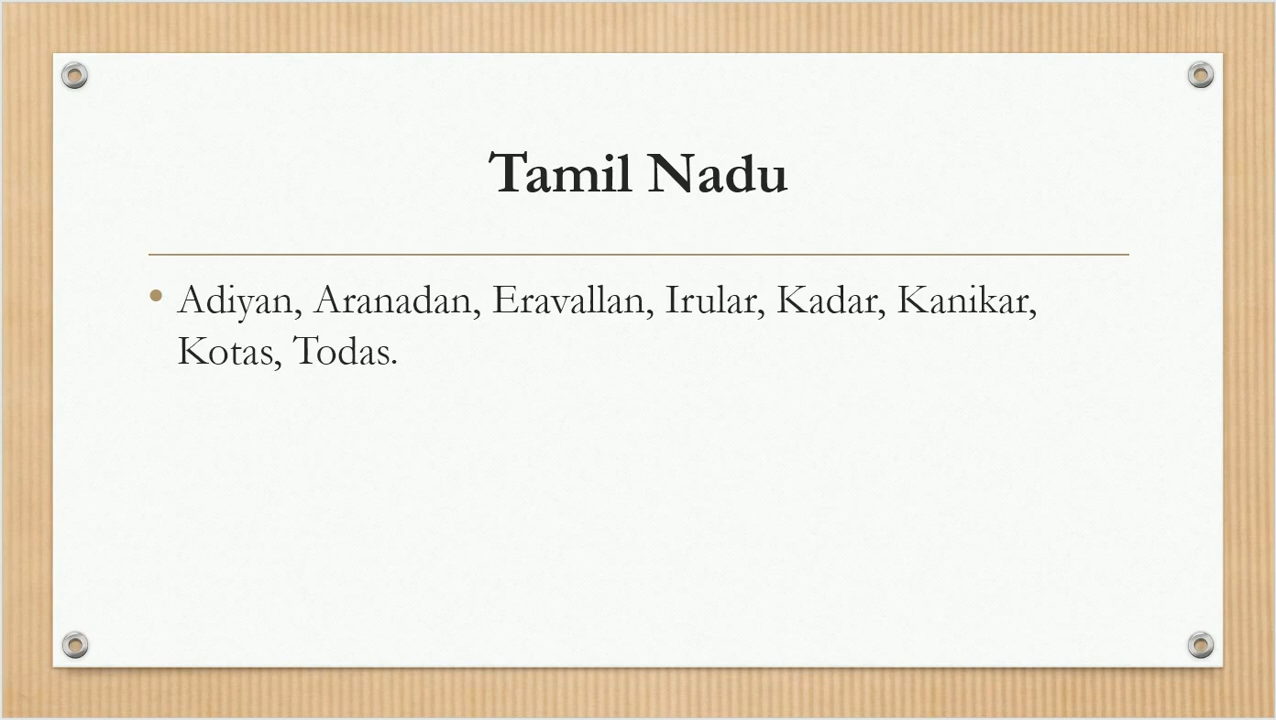 Tamil Nadu
• Adiyan, Aranadan, Eravallan, Irular, Kadar, Kanikar,
Kotas, Todas.